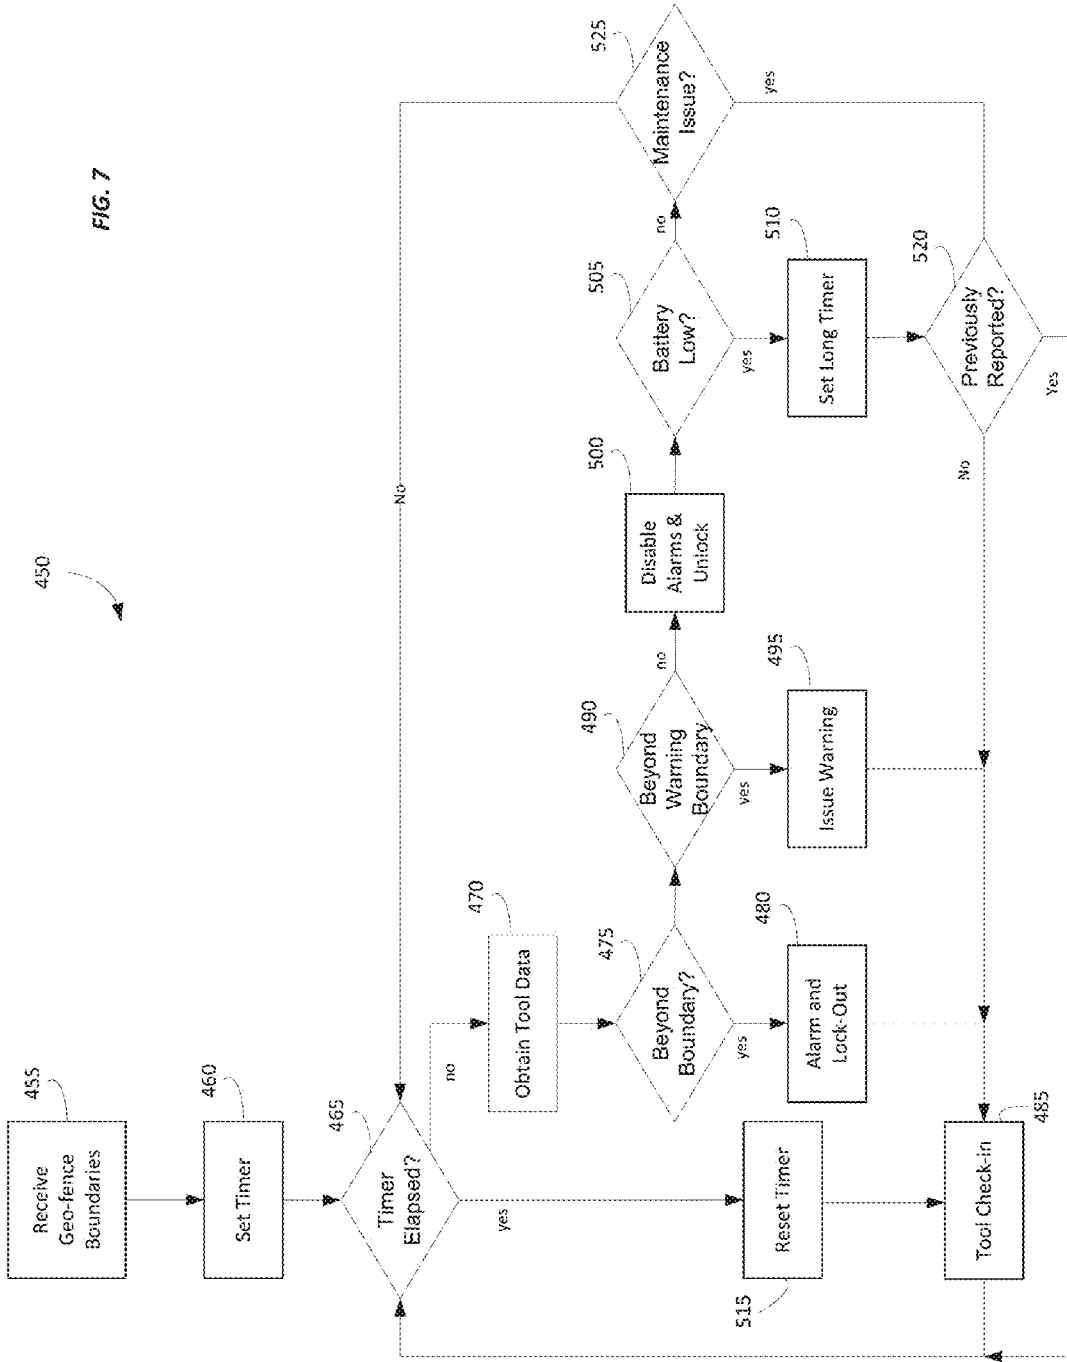 FIG. 7
450
455
Receive
Geo-fence
Boundaries
460
Set Timer
465
Timer
Elapsed?
no
yes
470
Obtain Tool Data
475
Beyond
Boundary?
yes
480
Alarm and
Lock-Out
490
Beyond
Warning
Boundary
no
yes
495
Issue Warning
500
Disable
Alarms &
Unlock
505
Battery
Low?
no
yes
510
Set Long Timer
525
Maintenance
Issue?
yes
No
520
Previously
Reported?
No
Yes
515
Reset Timer
485
Tool Check-in